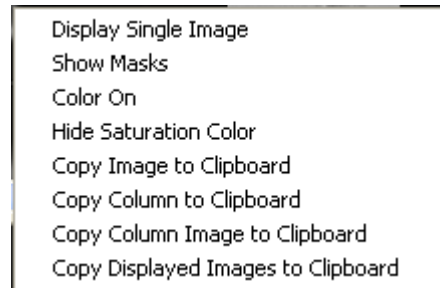 Display Single Image
Show Masks
Color On
Hide Saturation Color
Copy Image to Clipboard
Copy Column to Clipboard
Copy Column Image to Clipboard
Copy Displayed Images to Clipboard